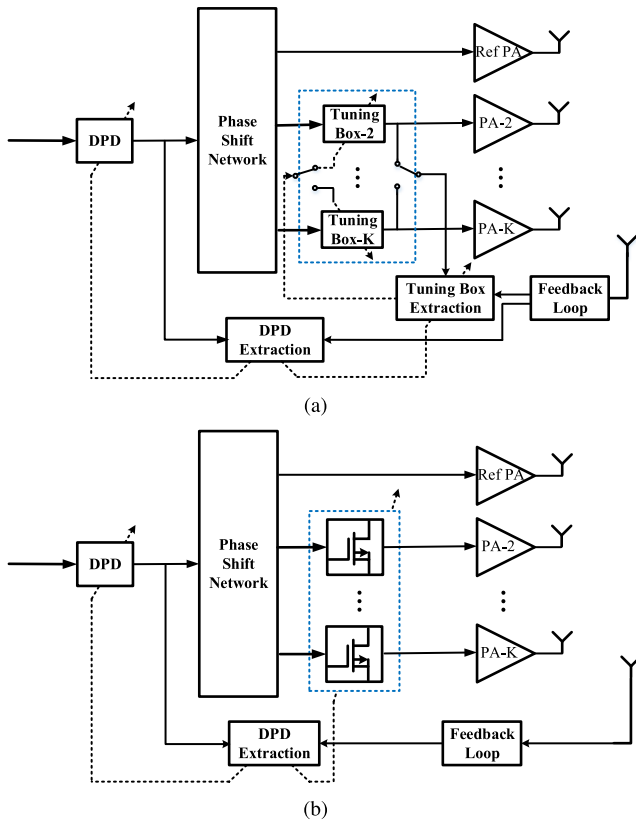 Ref PA
Tuning
Box-2
PA-2
DPD
Phase
Shift
Network
Tuning
Box-K
PA-K
Tuning Box
Extraction
Feedback
Loop
DPD
Extraction
(a)
Ref PA
PA-2
DPD
Phase
Shift
Network
PA-K
DPD
Extraction
Feedback
Loop
(b)